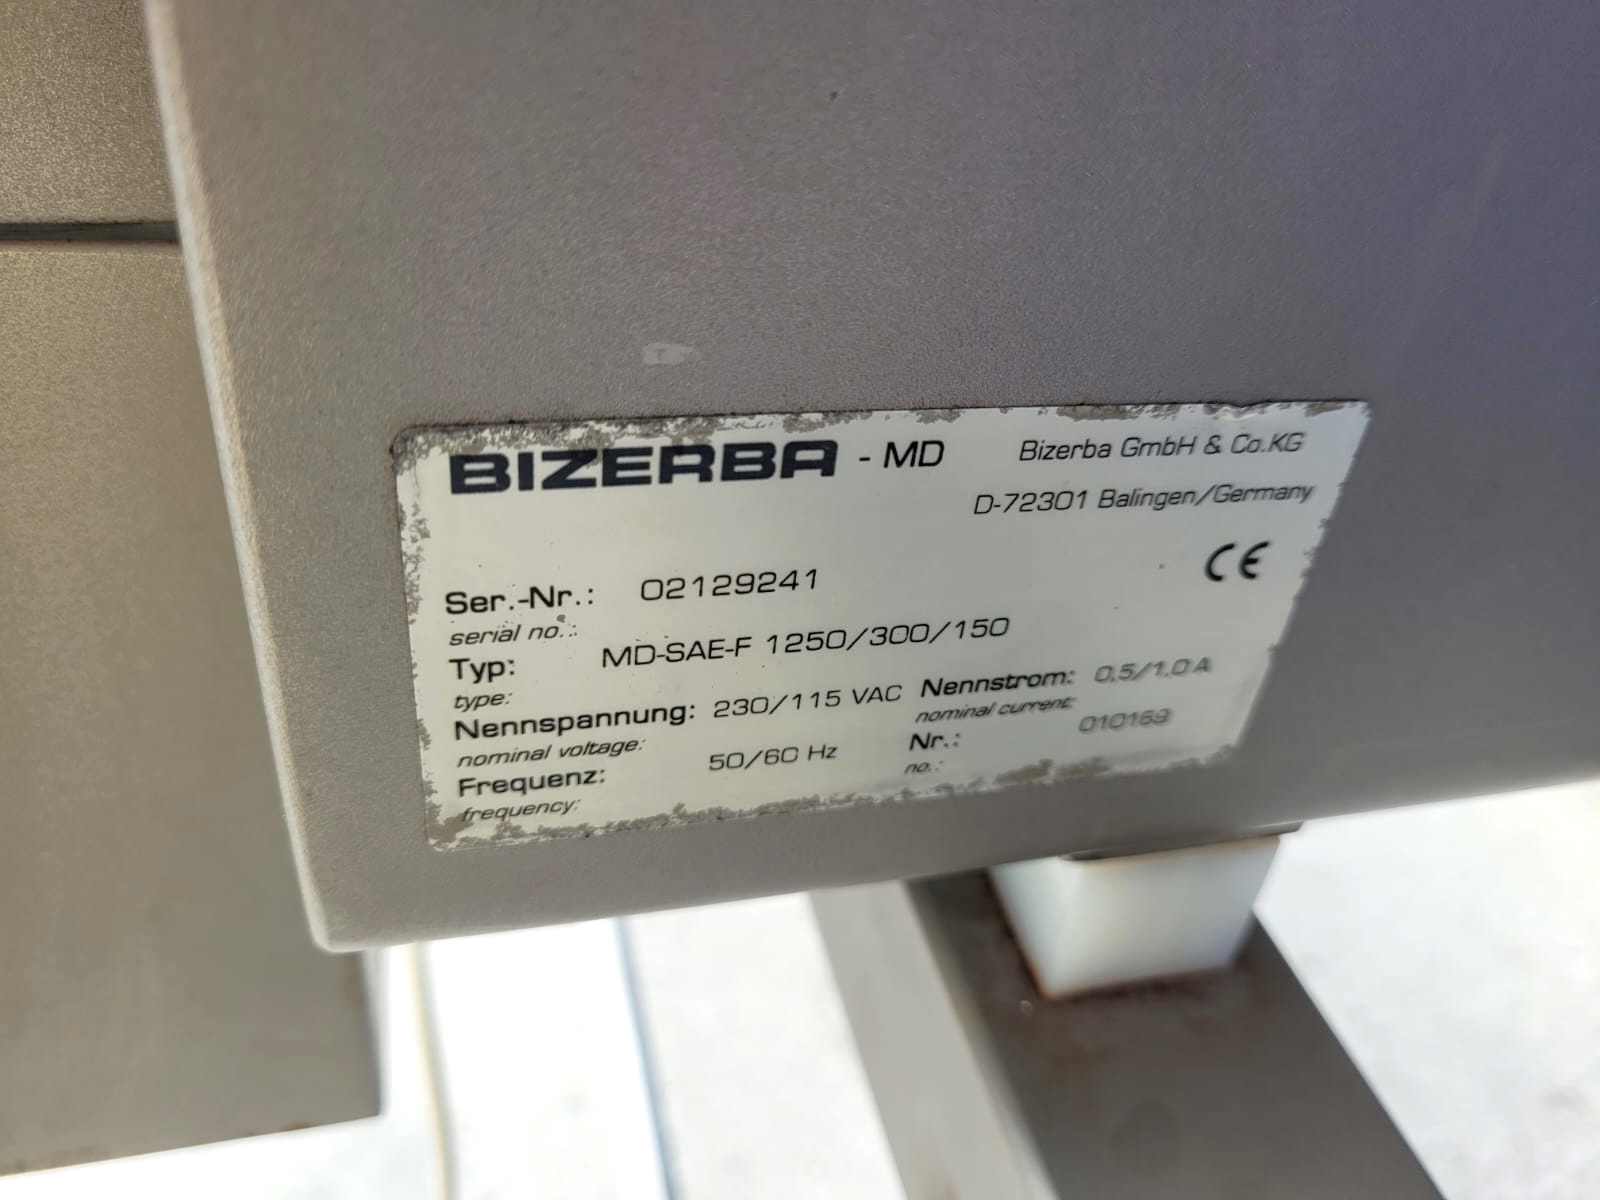 BIZERBA - MD
Bizerba GmbH & Co.KG
D-72301 Balingen/Germany
CE
Ser.-Nr.: 02129241
serial no.:
Typ: MD-SAE-F 1250/300/150
type:
Nennspannung: 230/115 VAC Nennstrom: 0,5/1,0 A
nominal voltage: nominal current:
Frequenz: 50/60 Hz Nr.: 010169
frequency: no.: